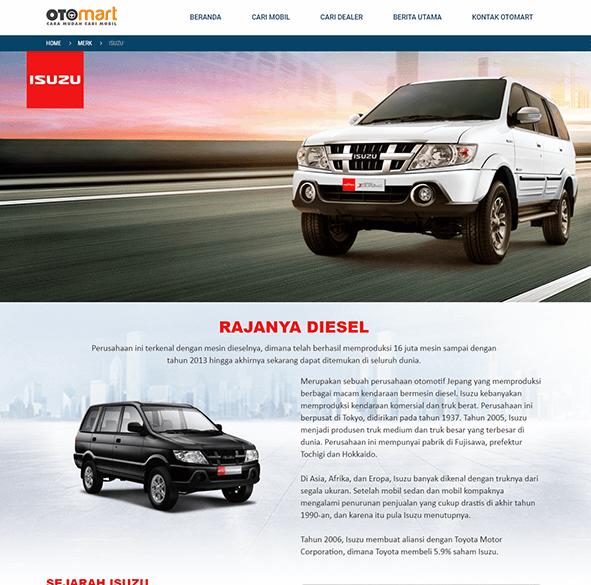 OTOmart
CARA MUDAH CARI MOBIL
BERANDA CARI MOBIL CARI DEALER BERITA UTAMA KONTAK OTOMART
HOME > MERK > ISUZU
ISUZU
ISUZU
RAJANYA DIESEL
Perusahaan ini terkenal dengan mesin dieselnya, dimana telah berhasil memproduksi 16 juta mesin sampai dengan
tahun 2013 hingga akhirnya sekarang dapat ditemukan di seluruh dunia.
Merupakan sebuah perusahaan otomotif Jepang yang memproduksi
berbagai macam kendaraan bermesin diesel. Isuzu kebanyakan
memproduksi kendaraan komersial dan truk berat. Perusahaan ini
berpusat di Tokyo, didirikan pada tahun 1937. Tahun 2005, Isuzu
menjadi produsen truk medium dan truk besar yang terbesar di
dunia. Perusahaan ini mempunyai pabrik di Fujisawa, prefektur
Tochigi dan Hokkaido.
Di Asia, Afrika, dan Eropa, Isuzu banyak dikenal dengan truknya dari
segala ukuran. Setelah mobil sedan dan mobil kompaknya
mengalami penurunan penjualan yang cukup drastis di akhir tahun
1990-an, dan karena itu pula Isuzu menutupnya.
Tahun 2006, Isuzu membuat aliansi dengan Toyota Motor
Corporation, dimana Toyota membeli 5.9% saham Isuzu.
SEJARAH ISUZU